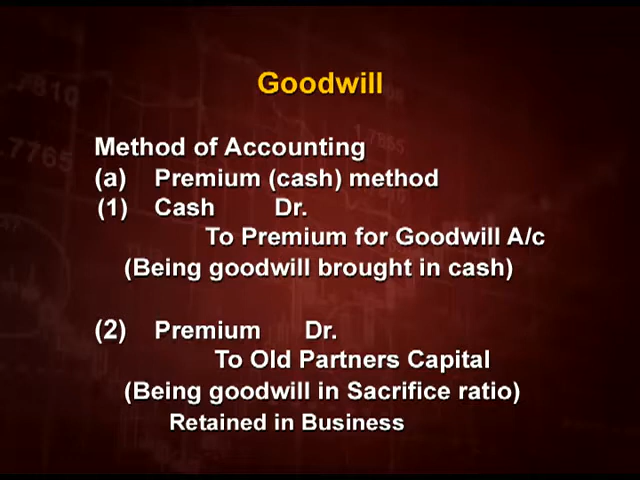 Goodwill
Method of Accounting
(a) Premium (cash) method
(1) Cash Dr.
To Premium for Goodwill A/c
(Being goodwill brought in cash)
(2) Premium Dr.
To Old Partners Capital
(Being goodwill in Sacrifice ratio)
Retained in Business